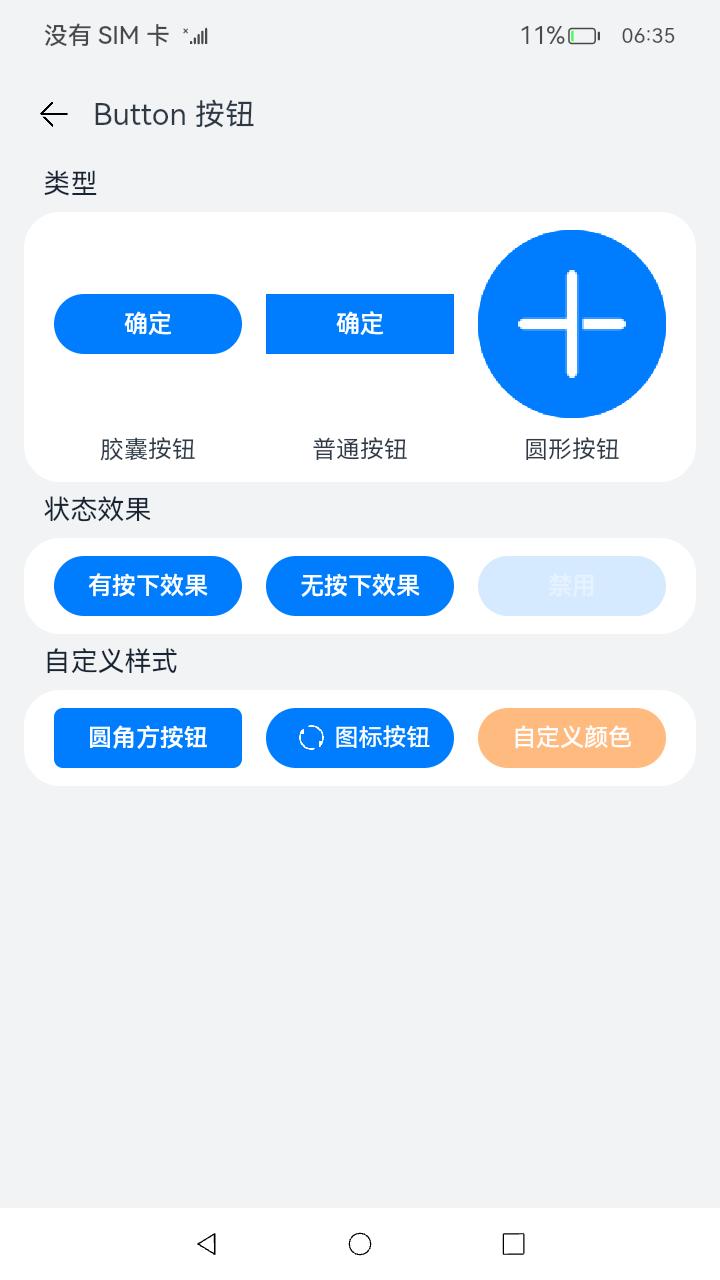 没有 SIM 卡 11% 06:35
Button 按钮
类型
确定 确定
胶囊按钮 普通按钮 圆形按钮
状态效果
有按下效果 无按下效果 禁用
自定义样式
圆角方按钮 图标按钮 自定义颜色